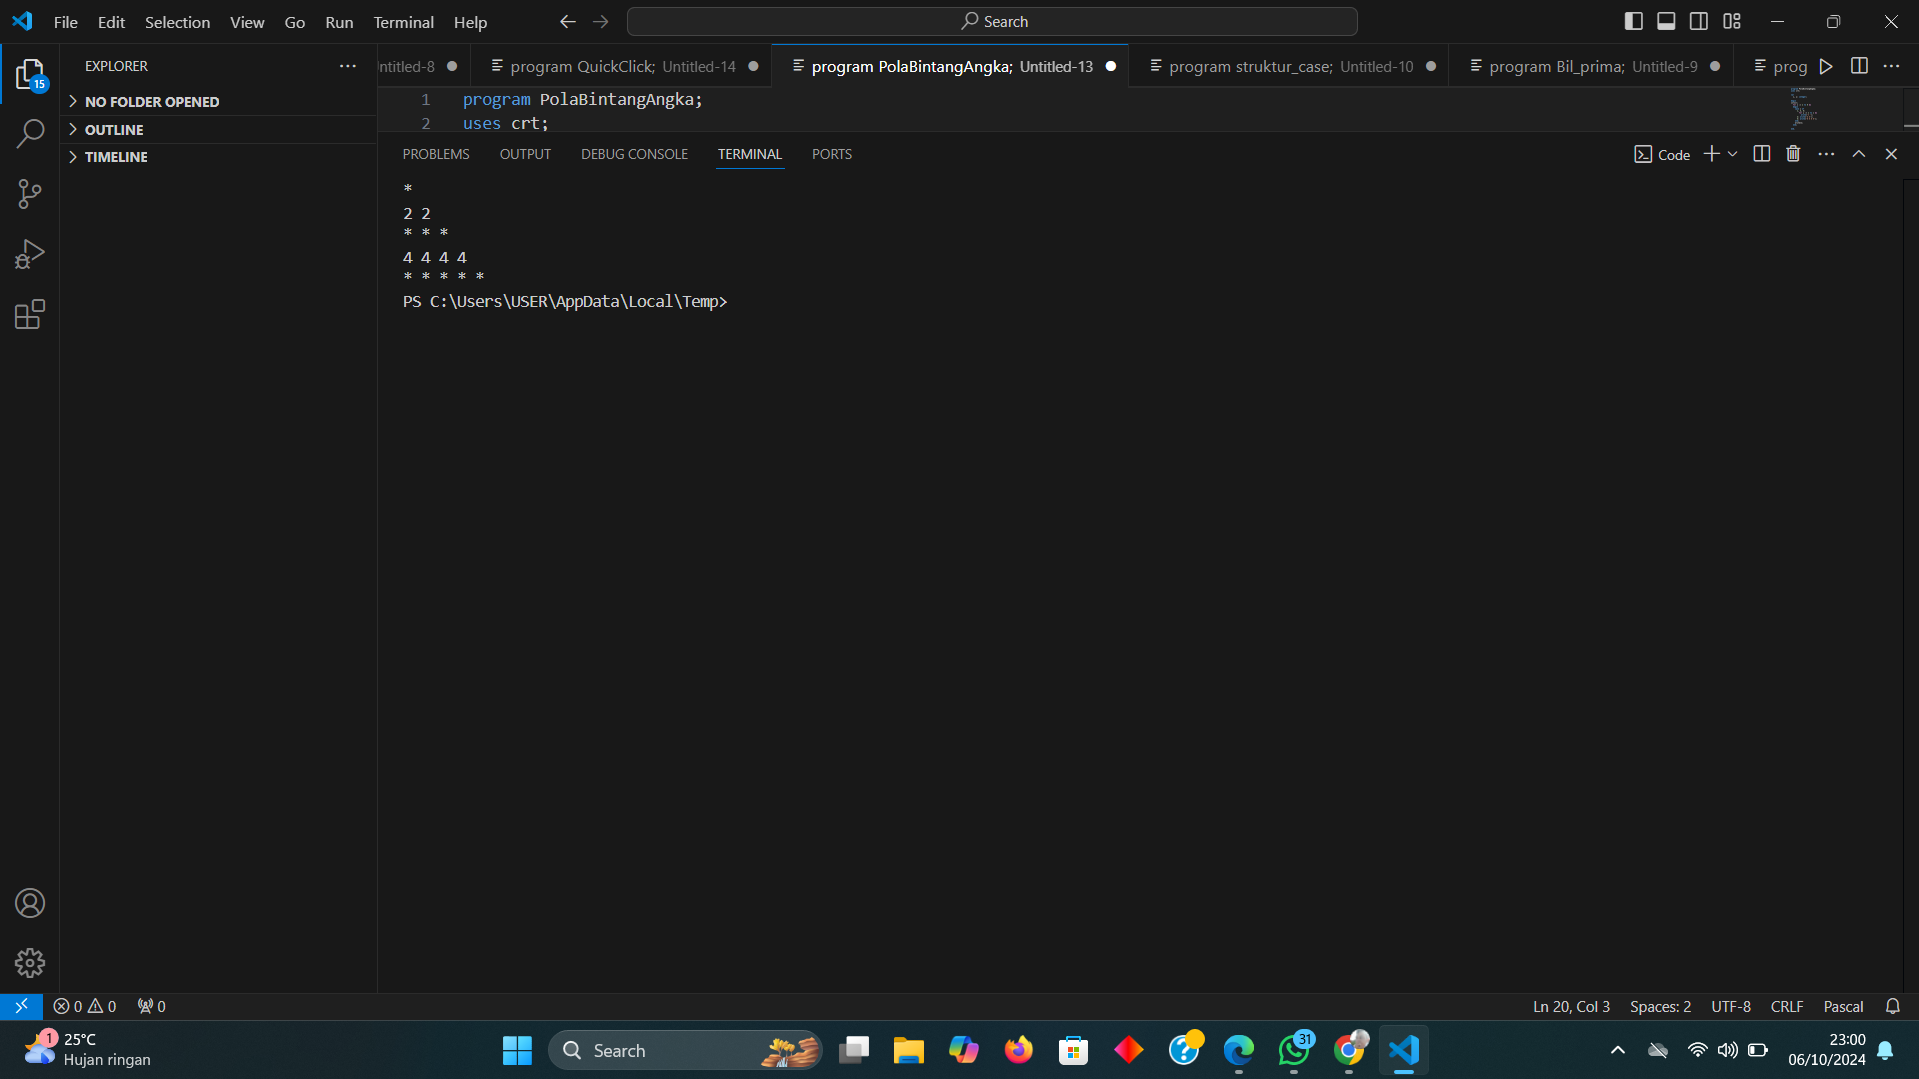 File Edit Selection View Go Run Terminal Help
Search
15
EXPLORER
NO FOLDER OPENED
OUTLINE
TIMELINE
ntitled-8
program QuickClick; Untitled-14
program PolaBintangAngka; Untitled-13
program struktur_case; Untitled-10
program Bil_prima; Untitled-9
prog
1 program PolaBintangAngka;
2 uses crt;
PROBLEMS OUTPUT DEBUG CONSOLE TERMINAL PORTS
Code
*
2 2
* * *
4 4 4 4
* * * * *
PS C:\Users\USER\AppData\Local\Temp>
0 0 0
Ln 20, Col 3 Spaces: 2 UTF-8 CRLF Pascal
1
25°C
Hujan ringan
Search
31
23:00
06/10/2024